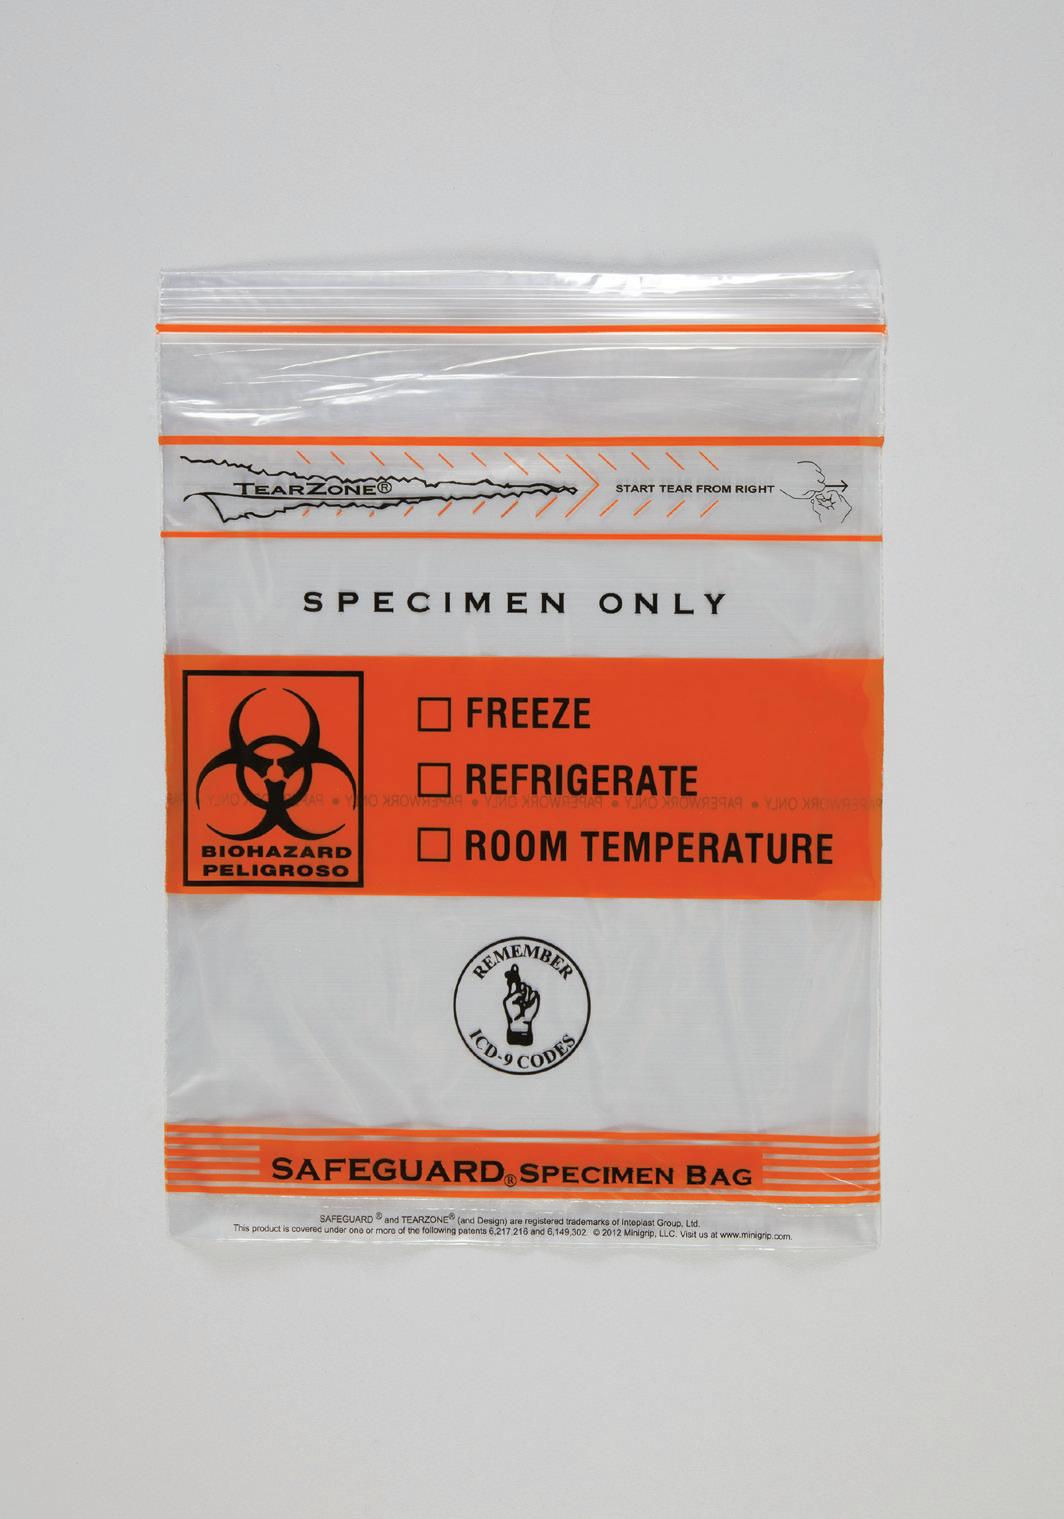 TEARZONE®
START TEAR FROM RIGHT
SPECIMEN ONLY
FREEZE
REFRIGERATE
PAPERWORK ONLY • PAPERWORK ONLY • PAPERWORK ONLY • PAPERWORK ONLY • PAPERWORK ONLY
ROOM TEMPERATURE
BIOHAZARD
PELIGROSO
REMEMBER
ICD-9 CODES
SAFEGUARD® SPECIMEN BAG
SAFEGUARD ® and TEARZONE® (and Design) are registered trademarks of Inteplast Group, Ltd.
This product is covered under one or more of the following patents 6,217,216 and 6,149,302. © 2012 Minigrip, LLC. Visit us at www.minigrip.com.